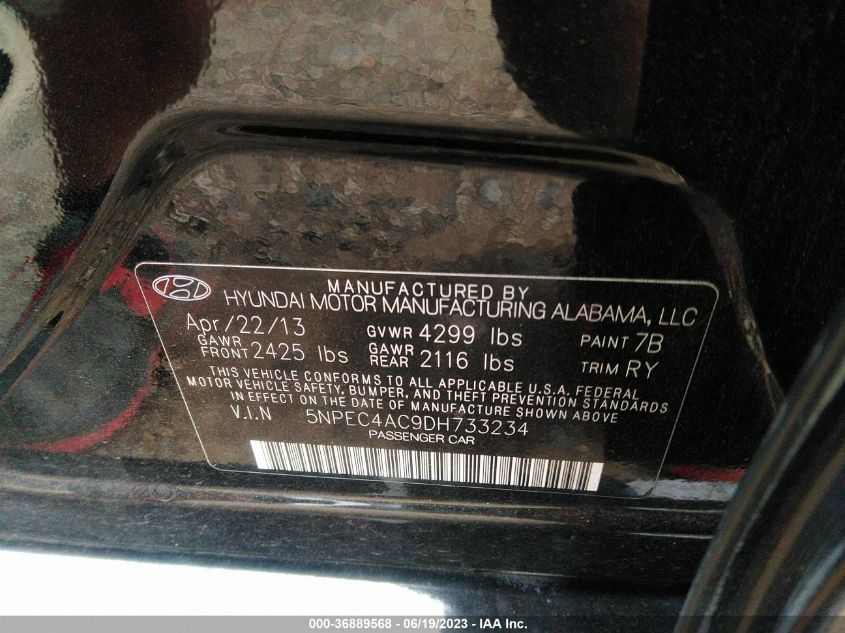 MANUFACTURED BY
HYUNDAI MOTOR MANUFACTURING ALABAMA, LLC
Apr/22/13 GVWR 4299 lbs PAINT 7B
GAWR FRONT 2425 lbs GAWR REAR 2116 lbs TRIM RY
THIS VEHICLE CONFORMS TO ALL APPLICABLE U.S.A. FEDERAL
MOTOR VEHICLE SAFETY, BUMPER, AND THEFT PREVENTION STANDARDS
IN EFFECT ON THE DATE OF MANUFACTURE SHOWN ABOVE
V.I.N 5NPEC4AC9DH733234
PASSENGER CAR
000-36889568 - 06/19/2023 - IAA Inc.